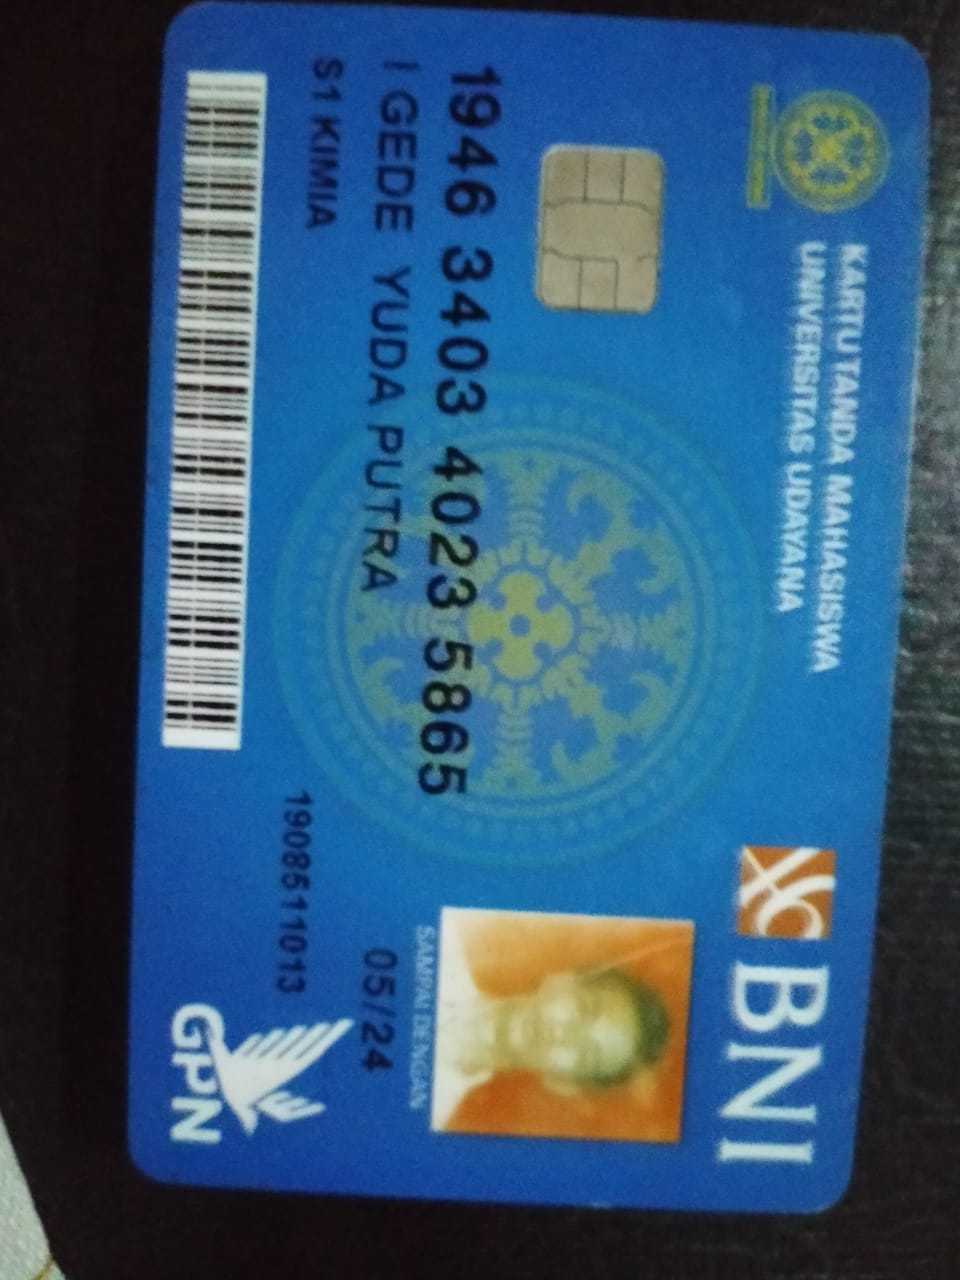 KARTU TANDA MAHASISWA
UNIVERSITAS UDAYANA
BNI
1946 3403 4023 5865
SAMPAI DENGAN
I GEDE YUDA PUTRA
05/24
S1 KIMIA
1908511013
GPN